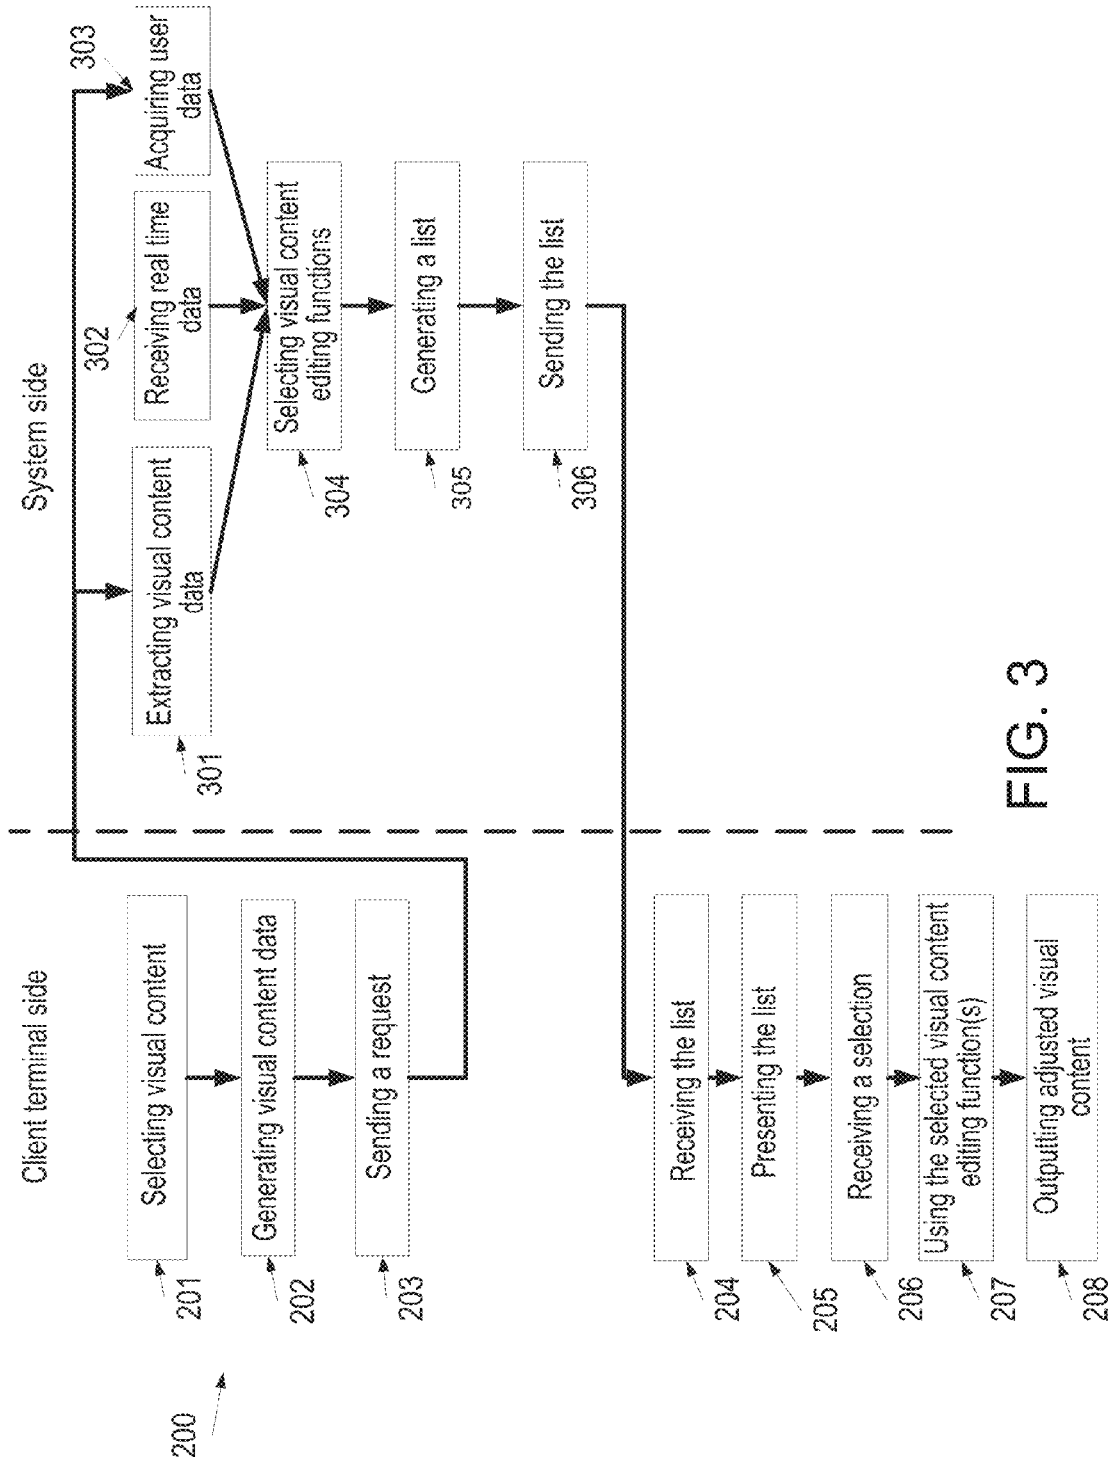 Client terminal side
System side
200
201
Selecting visual content
202
Generating visual content data
203
Sending a request
301
Extracting visual content
data
302
Receiving real time
data
303
Acquiring user
data
304
Selecting visual content
editing functions
305
Generating a list
306
Sending the list
204
Receiving the list
205
Presenting the list
206
Receiving a selection
207
Using the selected visual content
editing function(s)
208
Outputting adjusted visual
content
FIG. 3